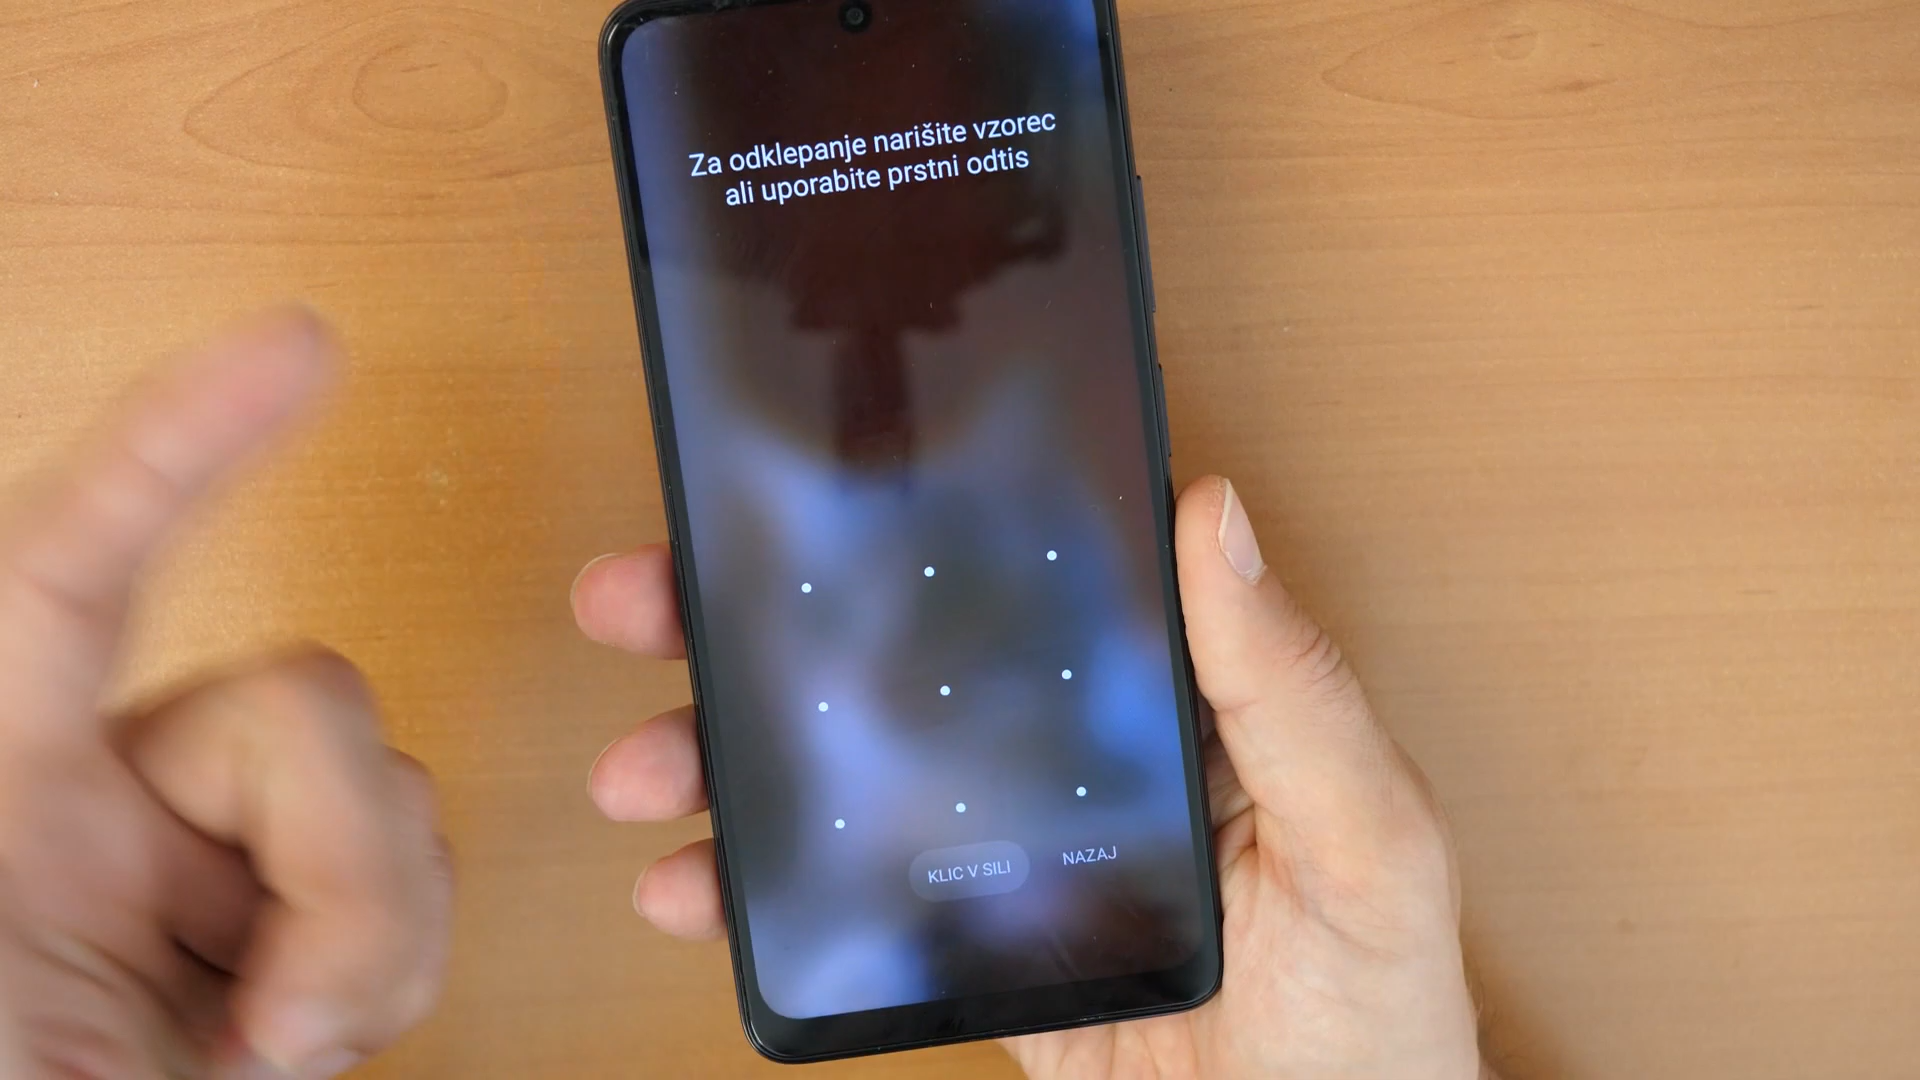 Za odklepanje narišite vzorec
ali uporabite prstni odtis
KLIC V SILI
NAZAJ